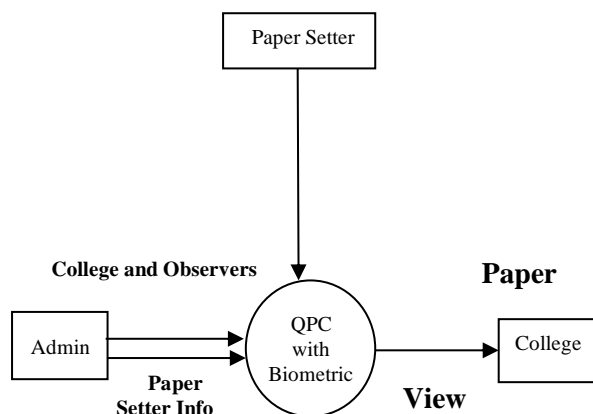 Paper Setter
College and Observers
Paper
Admin
QPC
with
Biometric
College
Paper
Setter Info
View